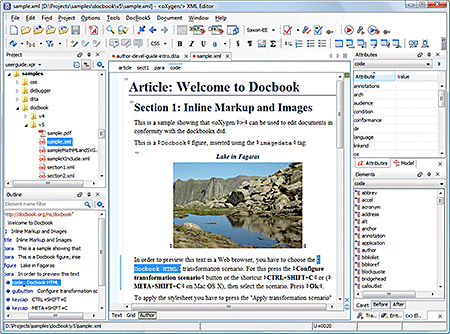 sample.xml [D:\Projects\samples\docbook\v5\sample.xml] - <oXygen/> XML Editor
File Edit Find Project Options Tools DocBook5 Document Window Help
Saxon-EE
Project
userguide.xpr
samples
css
debugger
dita
docbook
v4
v5
sample.pdf
sample.xml
sampleMathMLandSVG.
sampleXInclude.xml
section1.xml
section2.xml
Outline
Element name filter
http://docbook.org/ns/docbook"
Welcome to Docbook
1 Inline Markup and Images
title Inline Markup and Images
para This is a sample showing that
para This is a Docbook figure, inse
figure Lake in Fagaras
para In order to preview this text in
code Docbook HTML
guibutton Configure transformation
keycap CTRL+SHIFT+C
keycap META+SHIFT+C
author-devel-guide-intro.dita
sample.xml
article sect1 para code
Article: Welcome to Docbook
Section 1: Inline Markup and Images
This is a sample showing that <oXygen/> can be used to edit documents in
conformity with the dockbookx.dtd.
This is a Docbook figure, inserted using the imagedata tag:
Lake in Fagaras
In order to preview this text in a Web browser, you have to choose the
Docbook HTML transformation scenario. For this press the Configure
transformation scenario button or the shortcut CTRL+SHIFT+C or (
META+SHIFT+C on Mac OS X), then select the scenario. Press Ok.
To apply the stylesheet you have to press the "Apply transformation scenario"
Text Grid Author
Attributes
code
Attribute Value
annotations
arch
audience
condition
conformance
dir
label
linkend
os
Attributes Model
Elements
code
abbrev
accel
acronym
address
alt
anchor
annotation
application
author
biblioref
blockquote
bridgehead
calloutlist
Caret Before After
D:\Projects\samples\docbook\v5\sample.xml
U+0020